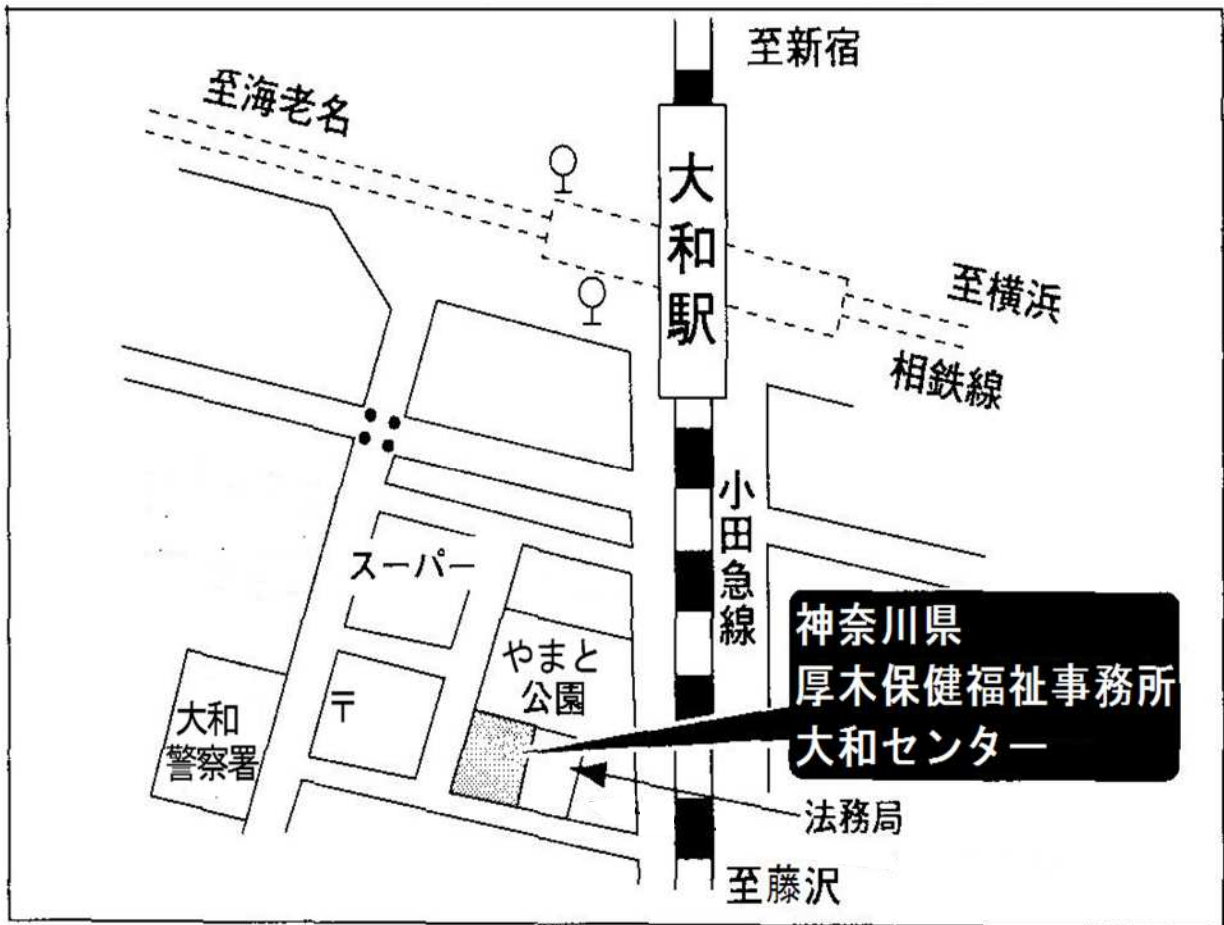 至新宿
至海老名
大和駅
至横浜
相鉄線
小田急線
スーパー
やまと
公園
〒
大和
警察署
神奈川県
厚木保健福祉事務所
大和センター
法務局
至藤沢